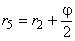 r₅ = r₂ + φ/2